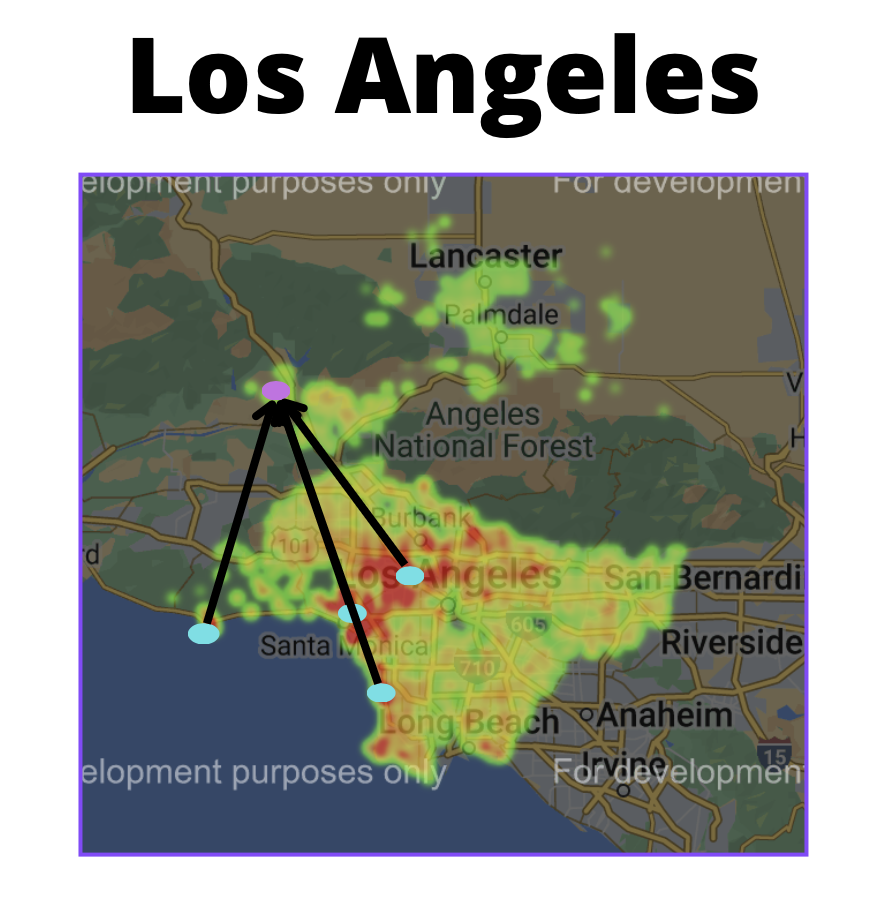 Los Angeles
elopment purposes only
For developmen
Lancaster
Palmdale
V
Angeles
National Forest
H
Burbank
101
rd
Los Angeles
San Bernardi
605
Santa Monica
Riverside
710
Long Beach
Anaheim
Irvine
15
elopment purposes only
For developmen